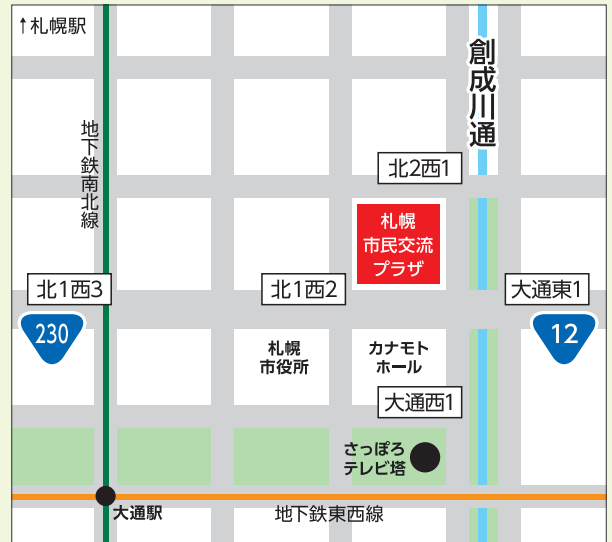 ↑札幌駅
創成川通
地下鉄南北線
北2西1
札幌
市民交流
プラザ
北1西3
北1西2
大通東1
230
12
札幌
市役所
カナモト
ホール
大通西1
さっぽろ
テレビ塔
大通駅
地下鉄東西線